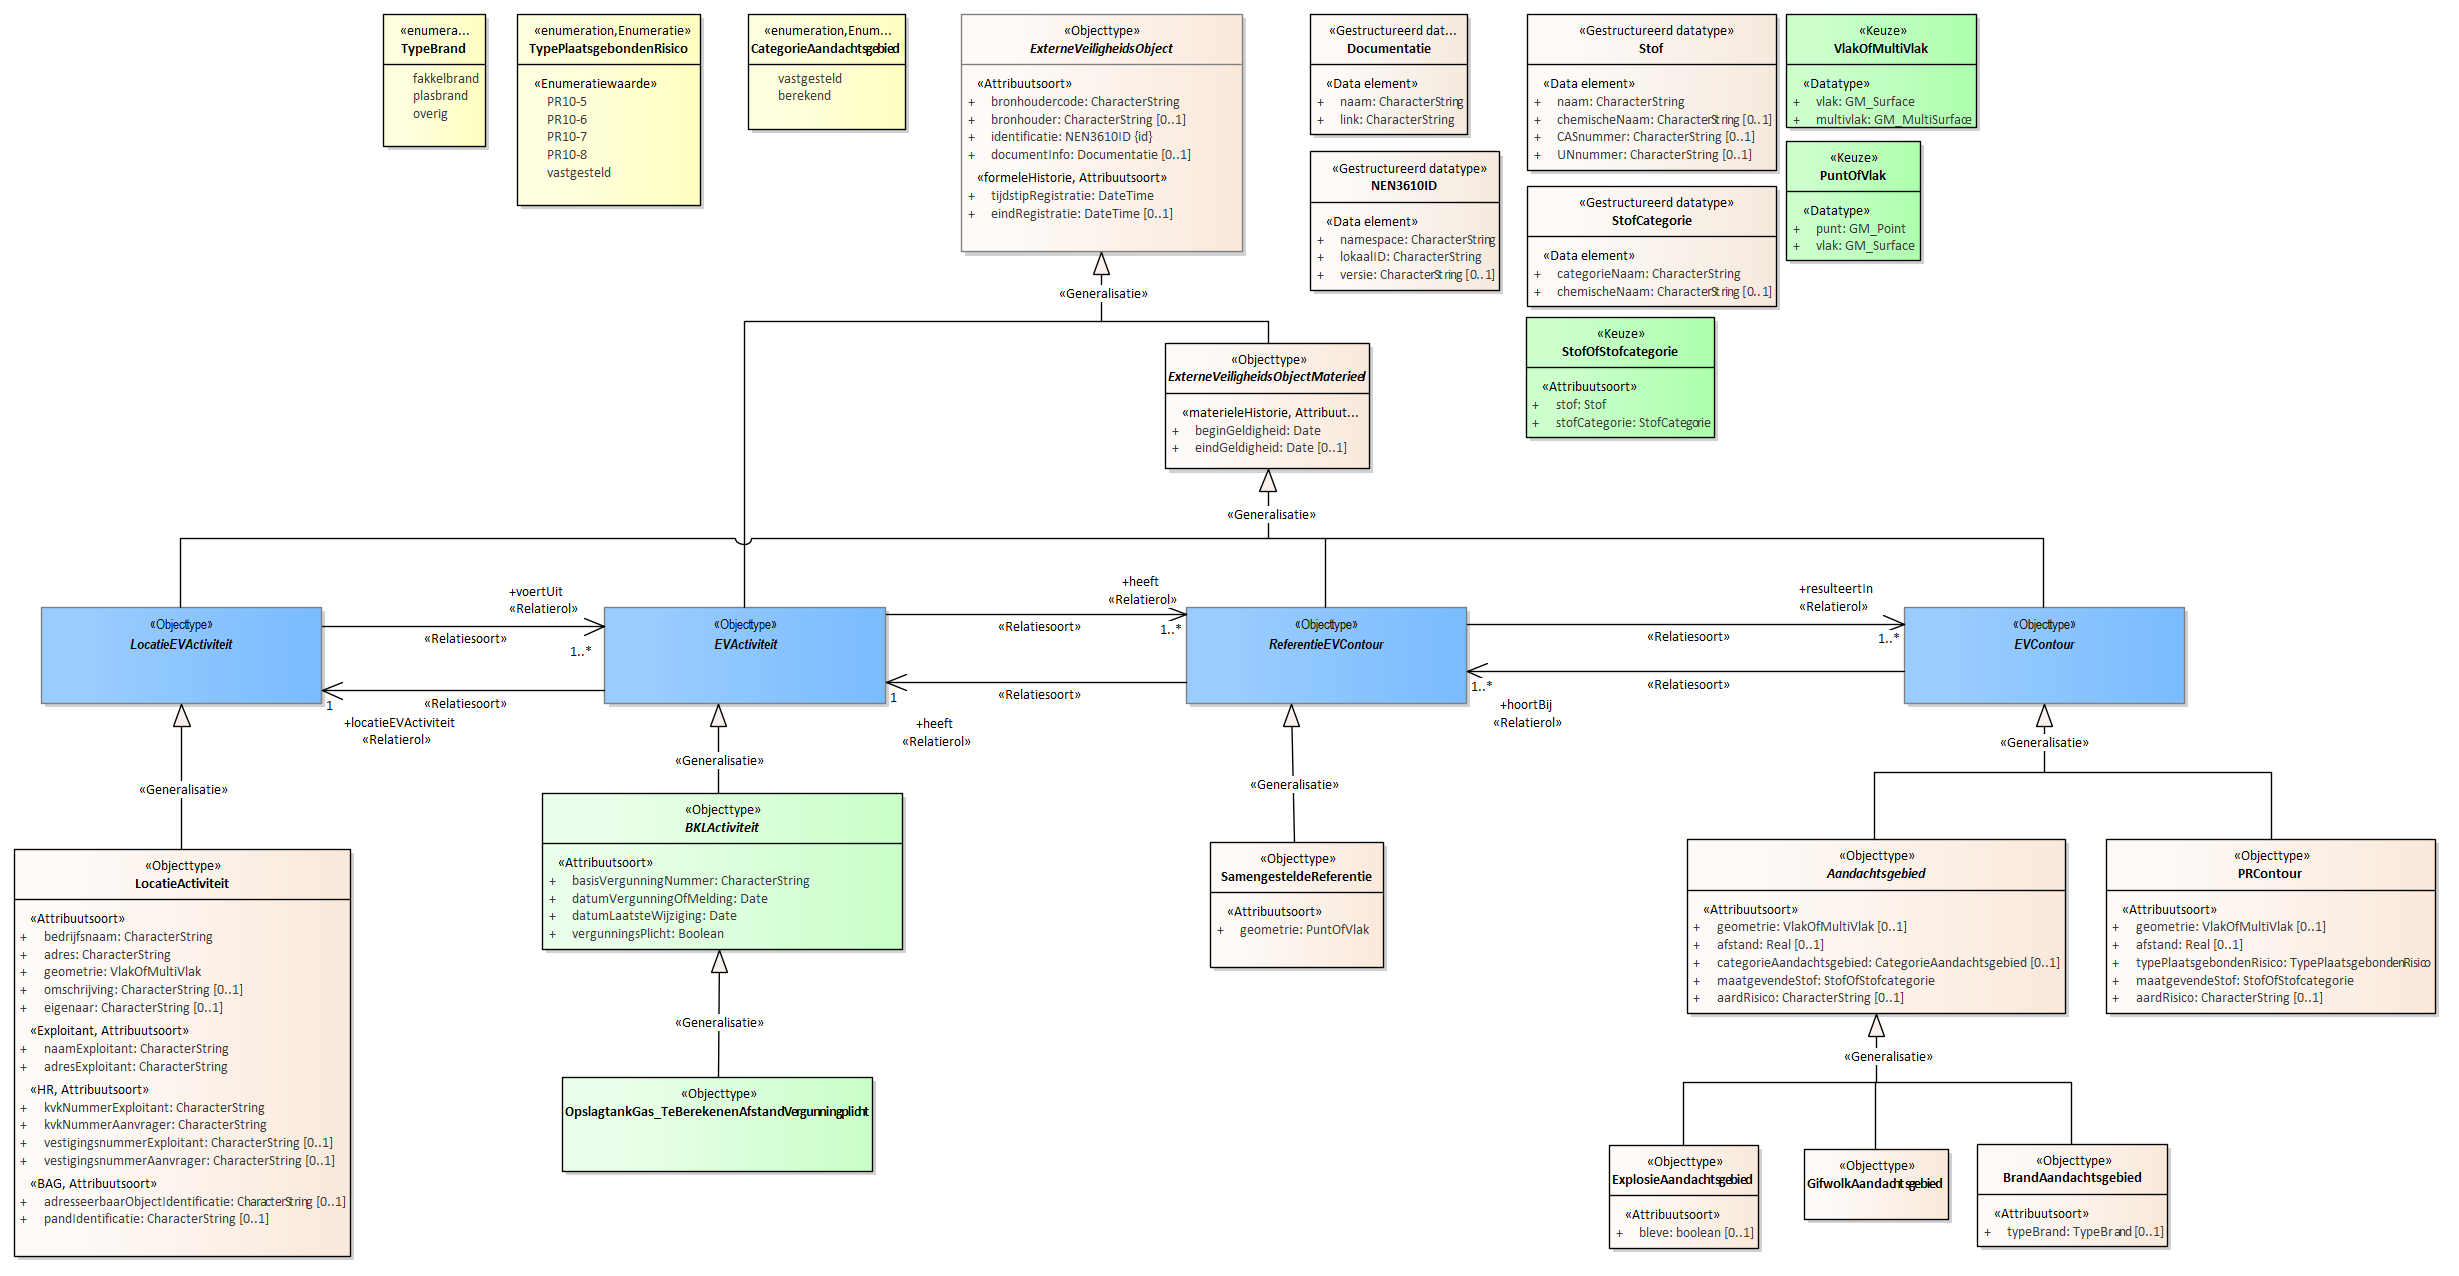 «enumera...
TypeBrand
fakkelbrand
plasbrand
overig
«enumeration,Enumeratie»
TypePlaatsgebondenRisico
«Enumeratiewaarde»
PR10-5
PR10-6
PR10-7
PR10-8
vastgesteld
«enumeration,Enum...
CategorieAandachtsgebied
vastgesteld
berekend
«Objecttype»
ExterneVeiligheidsObject
«Attribuutsoort»
+ bronhoudercode: CharacterString
+ bronhouder: CharacterString [0..1]
+ identificatie: NEN3610ID {id}
+ documentInfo: Documentatie [0..1]
«formeleHistorie, Attribuutsoort»
+ tijdstipRegistratie: DateTime
+ eindRegistratie: DateTime [0..1]
«Gestructureerd dat...
Documentatie
«Data element»
+ naam: CharacterString
+ link: CharacterString
«Gestructureerd datatype»
NEN3610ID
«Data element»
+ namespace: CharacterString
+ lokaalID: CharacterString
+ versie: CharacterString [0..1]
«Gestructureerd datatype»
Stof
«Data element»
+ naam: CharacterString
+ chemischeNaam: CharacterString [0..1]
+ CASnummer: CharacterString [0..1]
+ UNnummer: CharacterString [0..1]
«Gestructureerd datatype»
StofCategorie
«Data element»
+ categorieNaam: CharacterString
+ chemischeNaam: CharacterString [0..1]
«Keuze»
StofOfStofcategorie
«Attribuutsoort»
+ stof: Stof
+ stofCategorie: StofCategorie
«Keuze»
VlakOfMultiVlak
«Datatype»
+ vlak: GM_Surface
+ multivlak: GM_MultiSurface
«Keuze»
PuntOfVlak
«Datatype»
+ punt: GM_Point
+ vlak: GM_Surface
«Generalisatie»
«Objecttype»
ExterneVeiligheidsObjectMaterieel
«materieleHistorie, Attribuut...
+ beginGeldigheid: Date
+ eindGeldigheid: Date [0..1]
«Generalisatie»
«Objecttype»
LocatieEVActiviteit
+voertUit
«Relatierol»
«Relatiesoort»
1..*
«Relatiesoort»
1
+locatieEVActiviteit
«Relatierol»
«Objecttype»
EVActiviteit
+heeft
«Relatierol»
«Relatiesoort»
1..*
«Relatiesoort»
1
+heeft
«Relatierol»
«Objecttype»
ReferentieEVContour
+resulteertIn
«Relatierol»
«Relatiesoort»
1..*
«Relatiesoort»
1..*
+hoortBij
«Relatierol»
«Objecttype»
EVContour
«Generalisatie»
«Generalisatie»
«Generalisatie»
«Generalisatie»
«Objecttype»
LocatieActiviteit
«Attribuutsoort»
+ bedrijfsnaam: CharacterString
+ adres: CharacterString
+ geometrie: VlakOfMultiVlak
+ omschrijving: CharacterString [0..1]
+ eigenaar: CharacterString [0..1]
«Exploitant, Attribuutsoort»
+ naamExploitant: CharacterString
+ adresExploitant: CharacterString
«HR, Attribuutsoort»
+ kvkNummerExploitant: CharacterString
+ kvkNummerAanvrager: CharacterString
+ vestigingsnummerExploitant: CharacterString [0..1]
+ vestigingsnummerAanvrager: CharacterString [0..1]
«BAG, Attribuutsoort»
+ adresseerbaarObjectIdentificatie: CharacterString [0..1]
+ pandIdentificatie: CharacterString [0..1]
«Objecttype»
BKLActiviteit
«Attribuutsoort»
+ basisVergunningNummer: CharacterString
+ datumVergunningOfMelding: Date
+ datumLaatsteWijziging: Date
+ vergunningsPlicht: Boolean
«Generalisatie»
«Objecttype»
OpslagtankGas_TeBerekenenAfstandVergunningplicht
«Objecttype»
SamengesteldeReferentie
«Attribuutsoort»
+ geometrie: PuntOfVlak
«Objecttype»
Aandachtsgebied
«Attribuutsoort»
+ geometrie: VlakOfMultiVlak [0..1]
+ afstand: Real [0..1]
+ categorieAandachtsgebied: CategorieAandachtsgebied [0..1]
+ maatgevendeStof: StofOfStofcategorie
+ aardRisico: CharacterString [0..1]
«Objecttype»
PRContour
«Attribuutsoort»
+ geometrie: VlakOfMultiVlak [0..1]
+ afstand: Real [0..1]
+ typePlaatsgebondenRisico: TypePlaatsgebondenRisico
+ maatgevendeStof: StofOfStofcategorie
+ aardRisico: CharacterString [0..1]
«Generalisatie»
«Objecttype»
ExplosieAandachtsgebied
«Attribuutsoort»
+ bleve: boolean [0..1]
«Objecttype»
GifwolkAandachtsgebied
«Objecttype»
BrandAandachtsgebied
«Attribuutsoort»
+ typeBrand: TypeBrand [0..1]